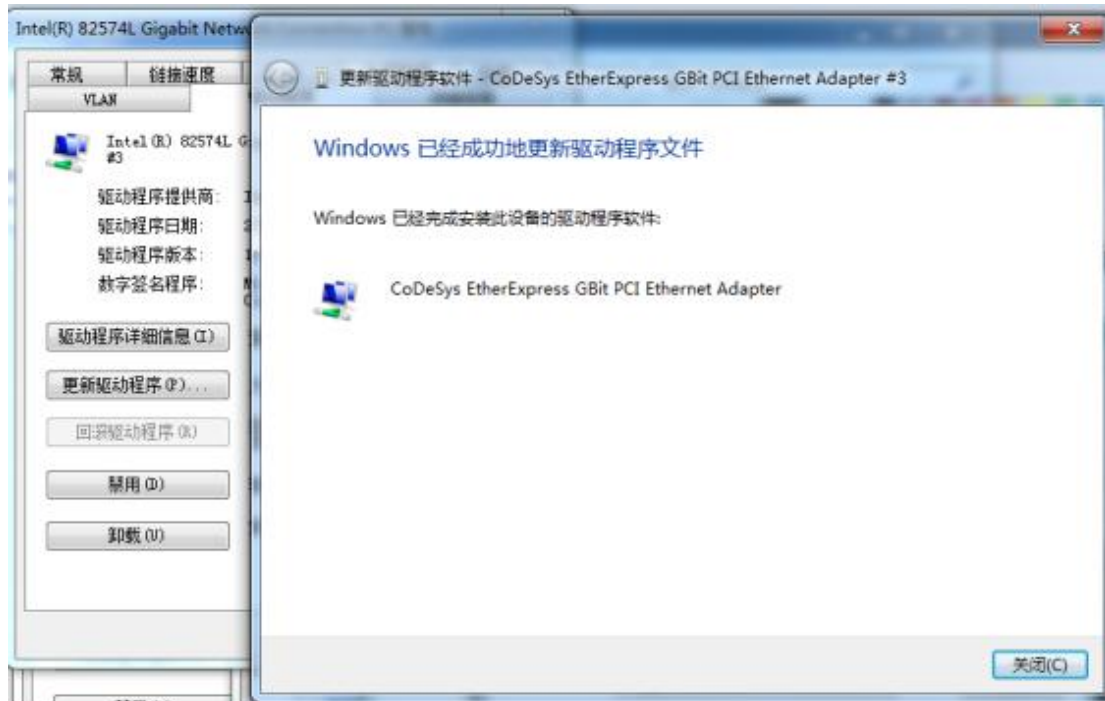 Intel(R) 82574L Gigabit Netwo
常规 链接速度
VLAN
Intel(R) 82574L G
#3
驱动程序提供商:
驱动程序日期:
驱动程序版本:
数字签名程序:
驱动程序详细信息(I)
更新驱动程序(P)...
回滚驱动程序(R)
禁用(D)
卸载(U)
更新驱动程序软件 - CoDeSys EtherExpress GBit PCI Ethernet Adapter #3
Windows 已经成功地更新驱动程序文件
Windows 已经完成安装此设备的驱动程序软件:
CoDeSys EtherExpress GBit PCI Ethernet Adapter
关闭(C)